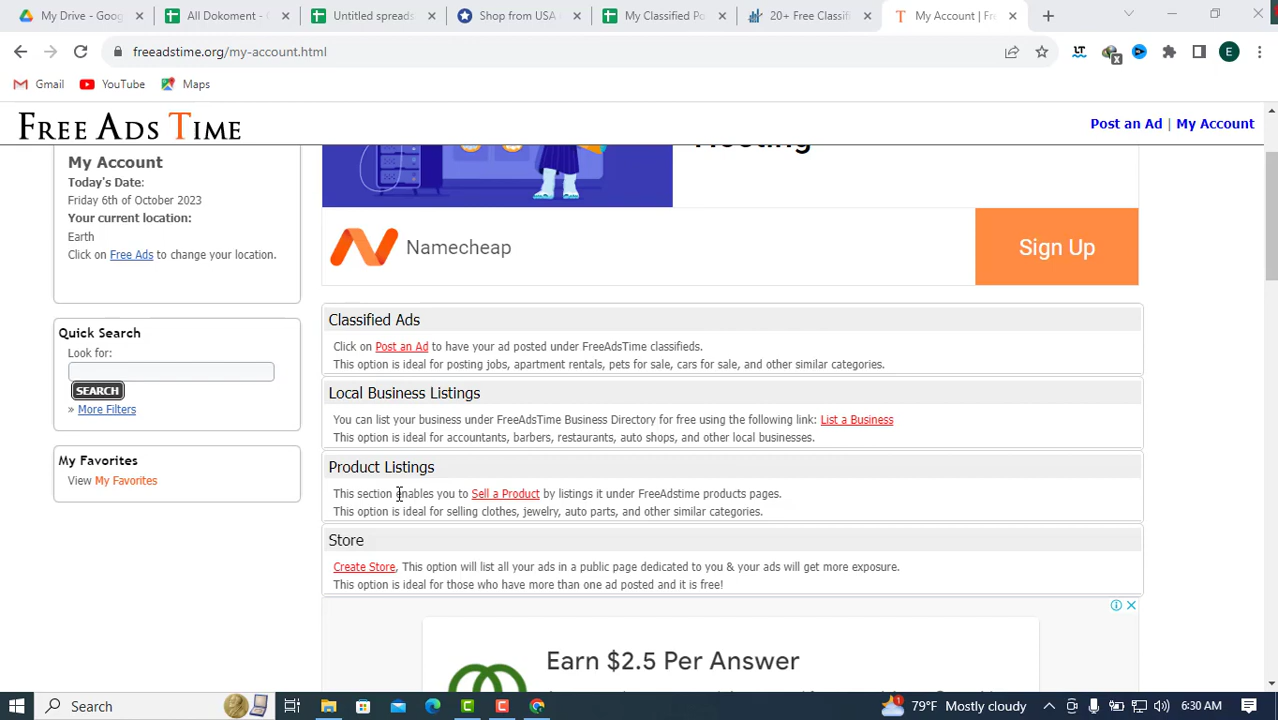 My Drive - Goog
All Dokoment -
Untitled spreads
Shop from USA
My Classified Po
20+ Free Classif
My Account | Fre
freeadstime.org/my-account.html
E
Gmail
YouTube
Maps
FREE ADS TIME
Post an Ad | My Account
My Account
Today's Date:
Friday 6th of October 2023
Your current location:
Earth
Click on Free Ads to change your location.
Quick Search
Look for:
SEARCH
» More Filters
My Favorites
View My Favorites
Hosting
Namecheap
Sign Up
Classified Ads
Click on Post an Ad to have your ad posted under FreeAdsTime classifieds.
This option is ideal for posting jobs, apartment rentals, pets for sale, cars for sale, and other similar categories.
Local Business Listings
You can list your business under FreeAdsTime Business Directory for free using the following link: List a Business
This option is ideal for accountants, barbers, restaurants, auto shops, and other local businesses.
Product Listings
This section enables you to Sell a Product by listings it under FreeAdstime products pages.
This option is ideal for selling clothes, jewelry, auto parts, and other similar categories.
Store
Create Store, This option will list all your ads in a public page dedicated to you & your ads will get more exposure.
This option is ideal for those who have more than one ad posted and it is free!
Earn $2.5 Per Answer
Search
1
79°F Mostly cloudy
6:30 AM